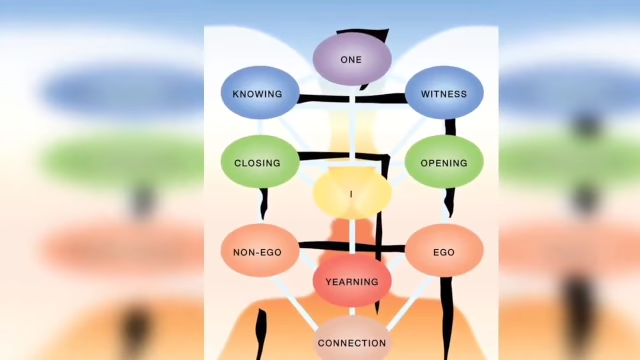 ONE
KNOWING
WITNESS
CLOSING
OPENING
I
NON-EGO
EGO
YEARNING
CONNECTION